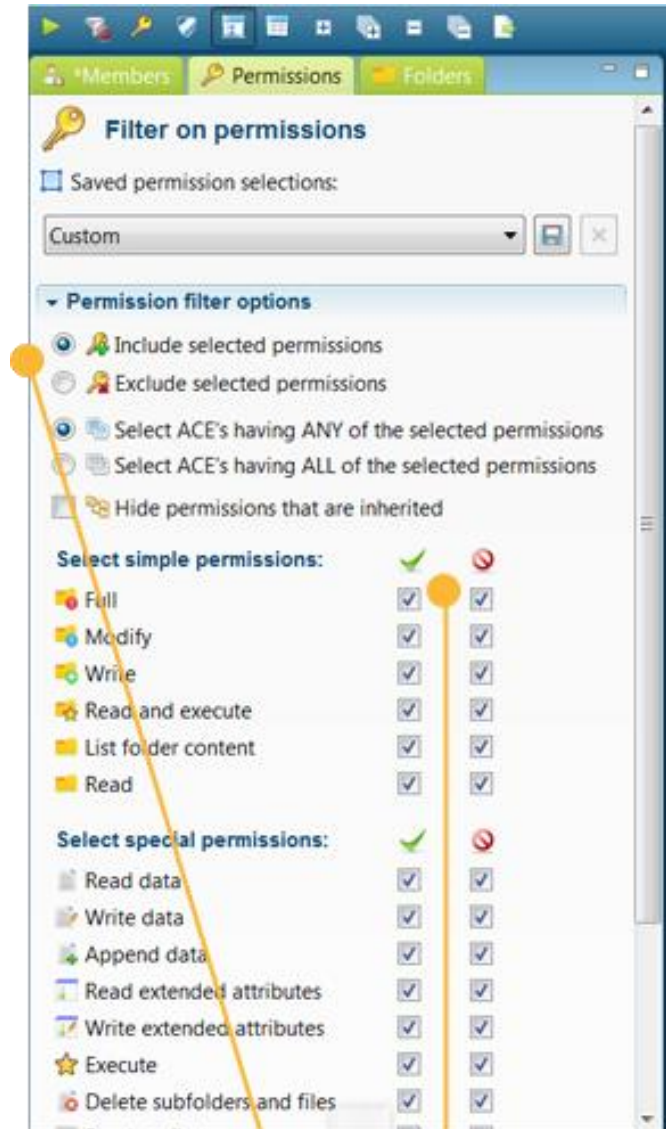 *Members Permissions Folders
Filter on permissions
Saved permission selections:
Custom
Permission filter options
Include selected permissions
Exclude selected permissions
Select ACE's having ANY of the selected permissions
Select ACE's having ALL of the selected permissions
Hide permissions that are inherited
Select simple permissions:
Full
Modify
Write
Read and execute
List folder content
Read
Select special permissions:
Read data
Write data
Append data
Read extended attributes
Write extended attributes
Execute
Delete subfolders and files